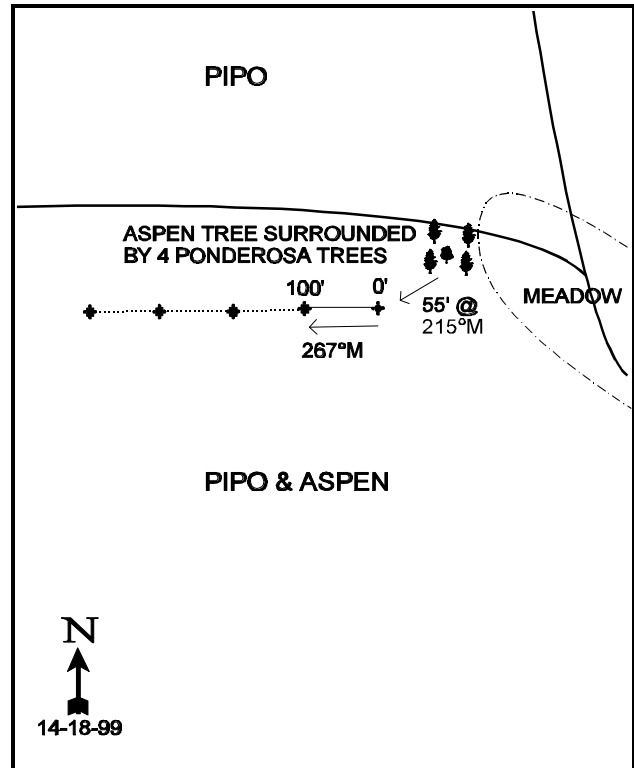 PIPO
ASPEN TREE SURROUNDED
BY 4 PONDEROSA TREES
100' 0'
55' @
215°M
MEADOW
267°M
PIPO & ASPEN
N
14-18-99